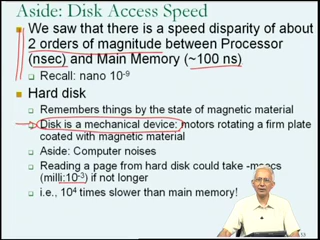 Aside: Disk Access Speed
We saw that there is a speed disparity of about
2 orders of magnitude between Processor
(nsec) and Main Memory (~100 ns)
Recall: nano 10-9
Hard disk
Remembers things by the state of magnetic material
Disk is a mechanical device: motors rotating a firm plate
coated with magnetic material
Aside: Computer noises
Reading a page from hard disk could take ~msecs
(milli:10-3) if not longer
i.e., 104 times slower than main memory!